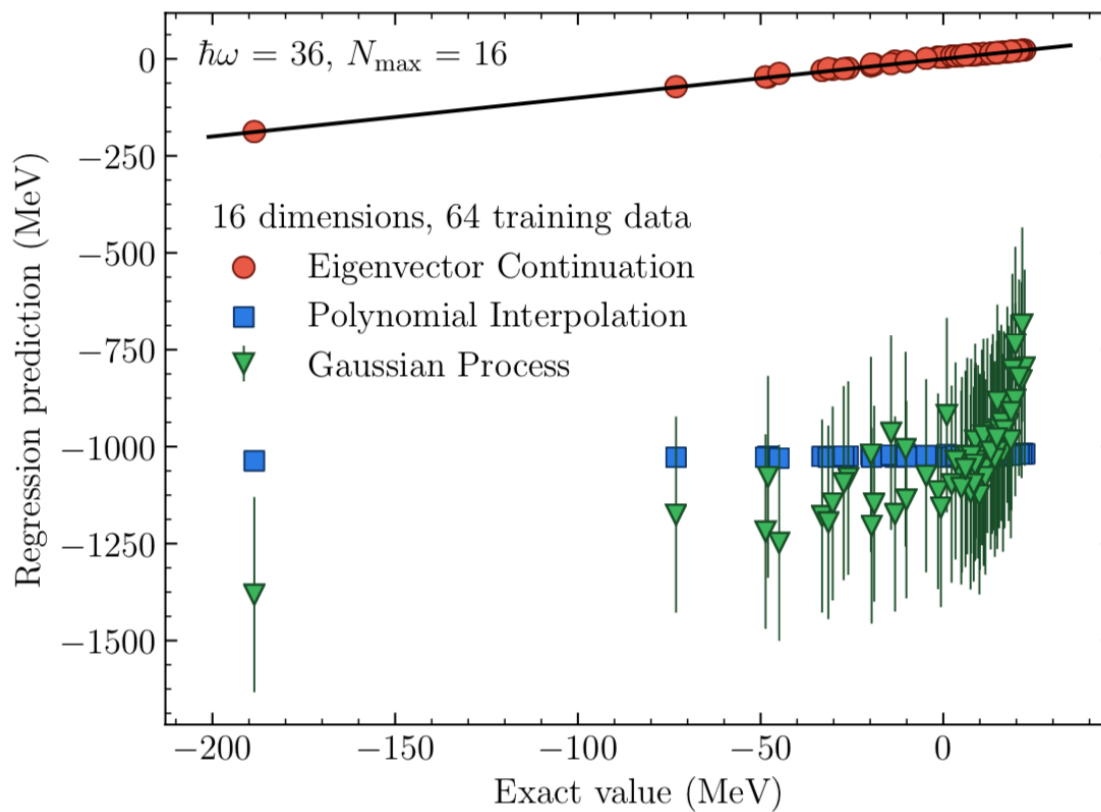 ℏω = 36, N_max = 16
16 dimensions, 64 training data
Eigenvector Continuation
Polynomial Interpolation
Gaussian Process
Regression prediction (MeV)
0
−250
−500
−750
−1000
−1250
−1500
−200
−150
−100
−50
0
Exact value (MeV)